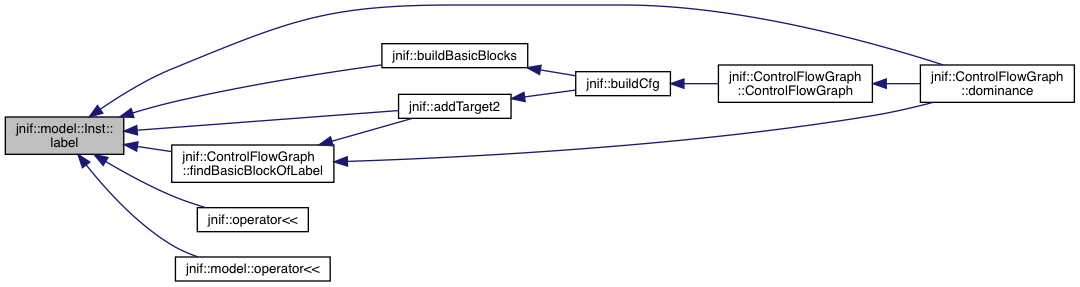 jnif::model::Inst::
label
jnif::buildBasicBlocks
jnif::addTarget2
jnif::ControlFlowGraph
::findBasicBlockOfLabel
jnif::operator<<
jnif::model::operator<<
jnif::buildCfg
jnif::ControlFlowGraph
::ControlFlowGraph
jnif::ControlFlowGraph
::dominance